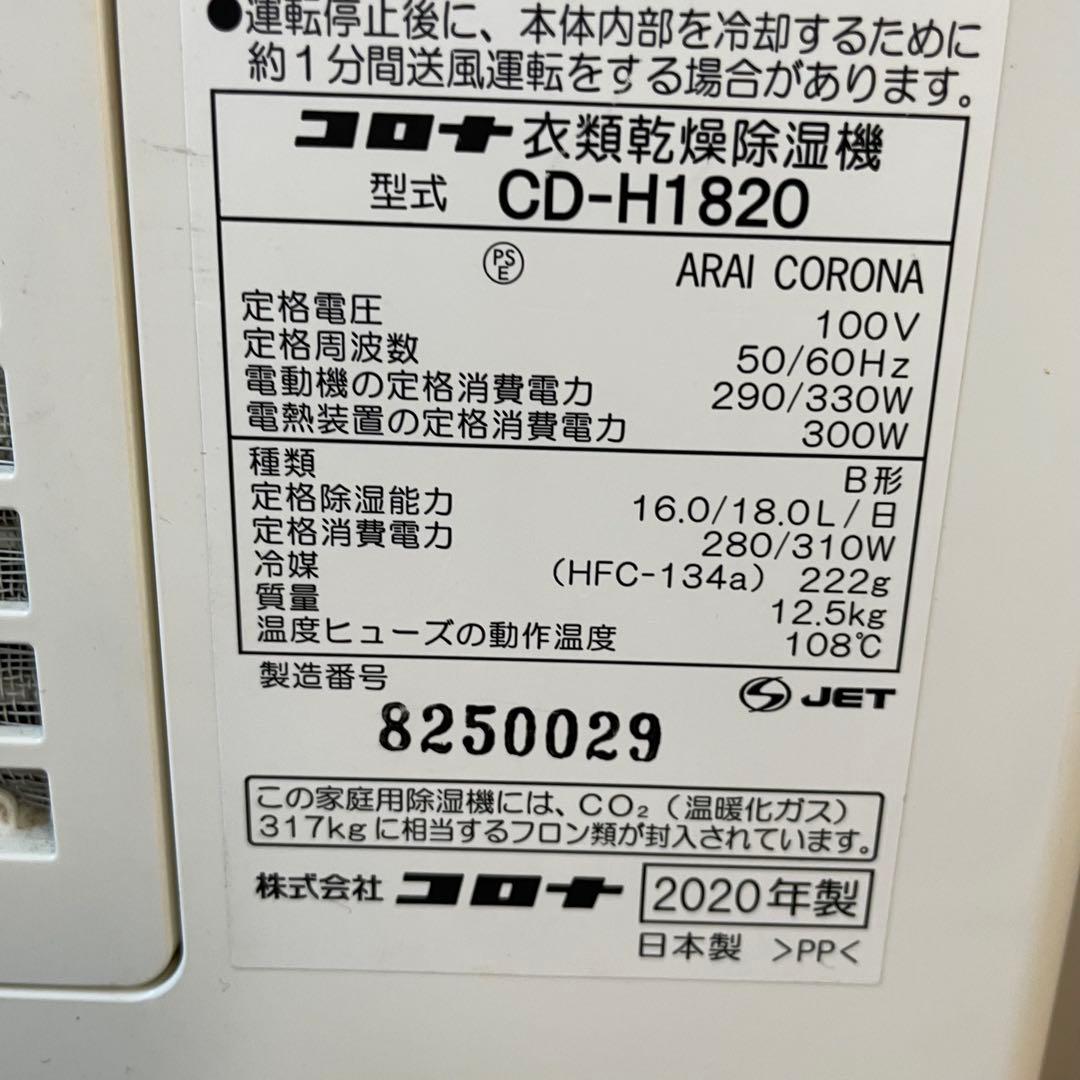 ●運転停止後に、本体内部を冷却するために
約1分間送風運転をする場合があります。
コロナ 衣類乾燥除湿機
型式 CD-H1820
PSE ARAI CORONA
定格電圧 100V
定格周波数 50/60Hz
電動機の定格消費電力 290/330W
電熱装置の定格消費電力 300W
種類 B形
定格除湿能力 16.0/18.0L/日
定格消費電力 280/310W
冷媒 (HFC-134a) 222g
質量 12.5kg
温度ヒューズの動作温度 108℃
製造番号
JET
8250029
この家庭用除湿機には、CO₂(温暖化ガス)
317kgに相当するフロン類が封入されています。
株式会社 コロナ 2020年製
日本製 >PP<